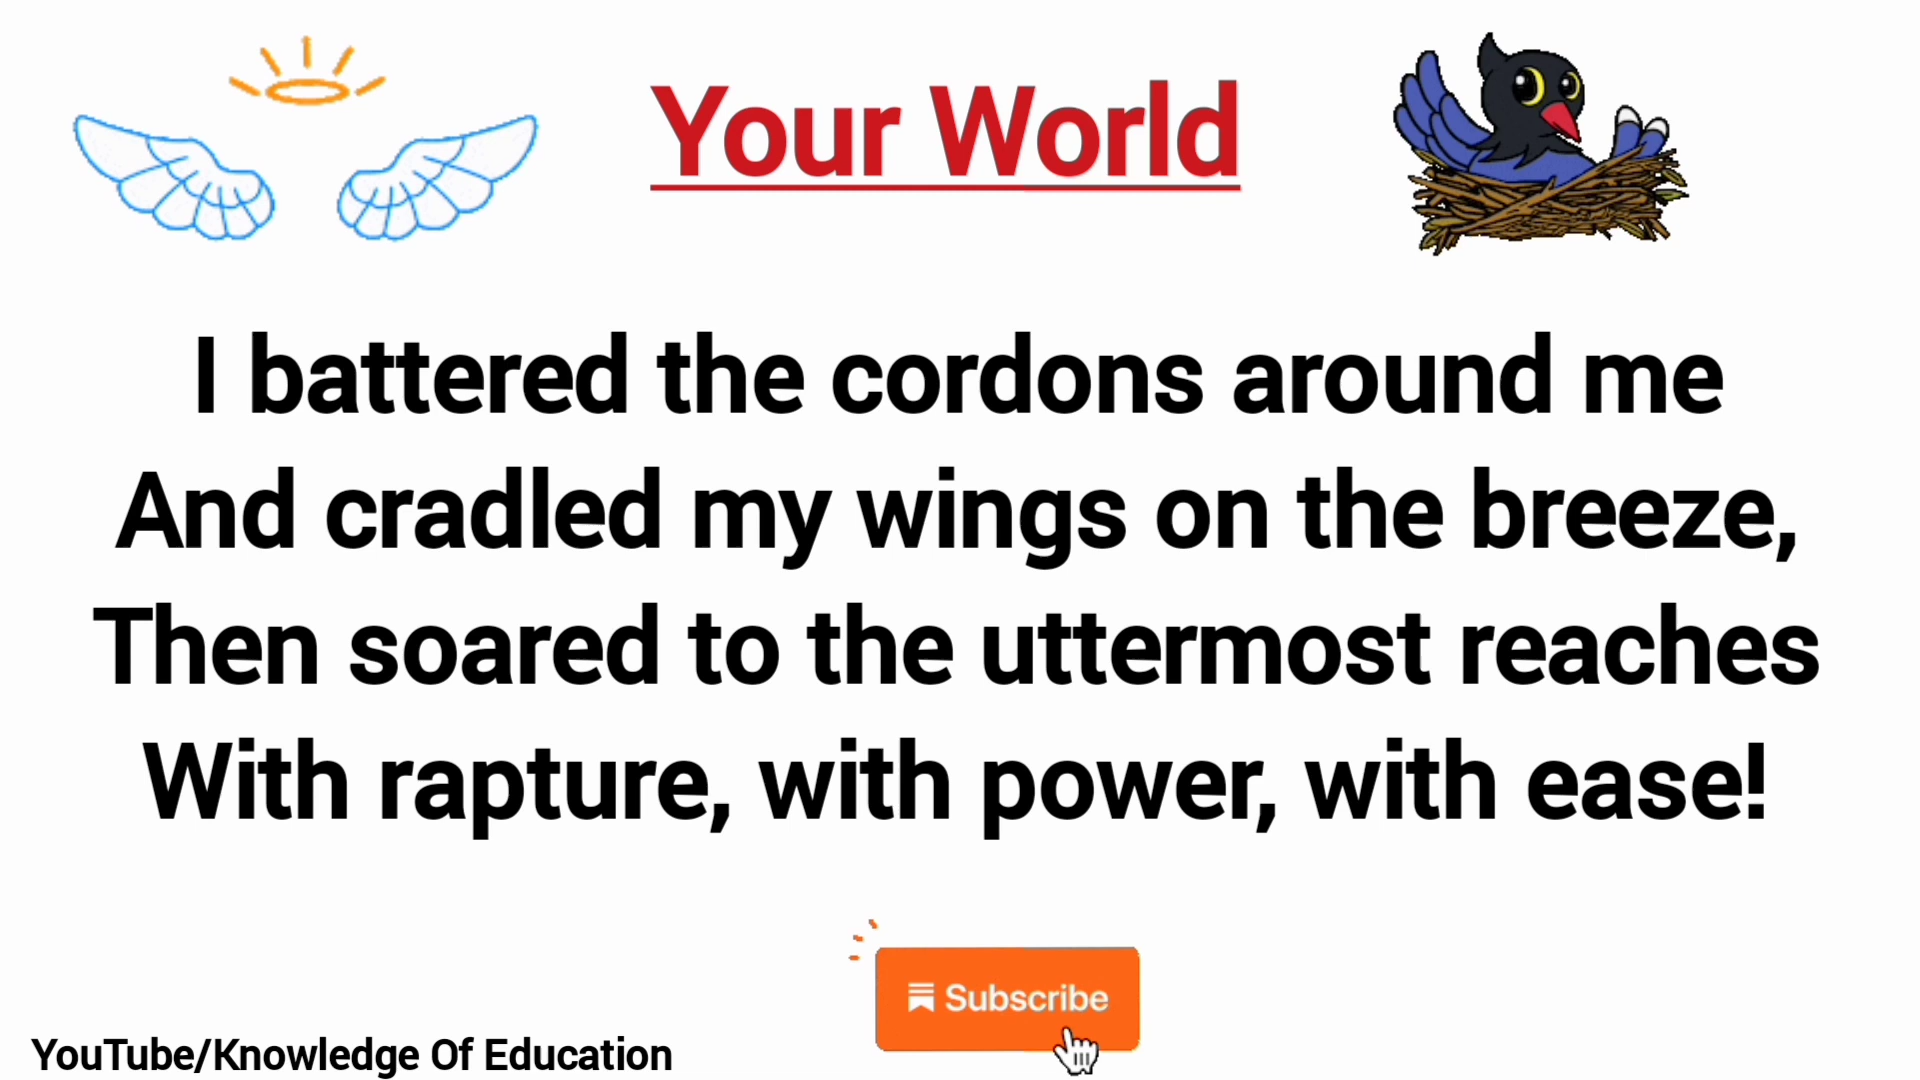 Your World
I battered the cordons around me
And cradled my wings on the breeze,
Then soared to the uttermost reaches
With rapture, with power, with ease!
Subscribe
YouTube/Knowledge Of Education